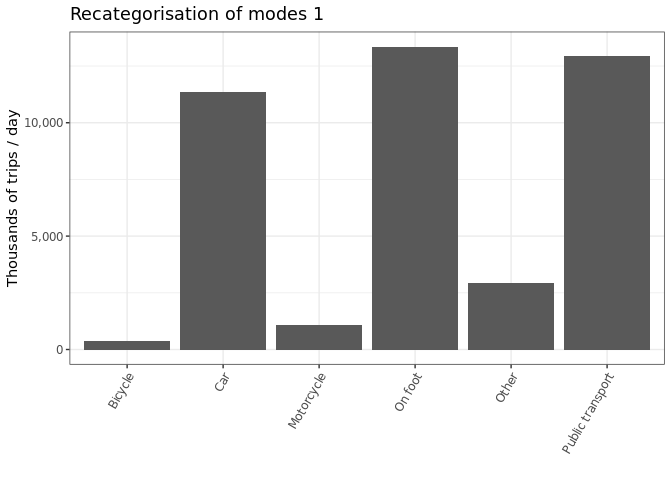 Recategorisation of modes 1
Thousands of trips / day
10,000
5,000
0
Bicycle
Car
Motorcycle
On foot
Other
Public transport